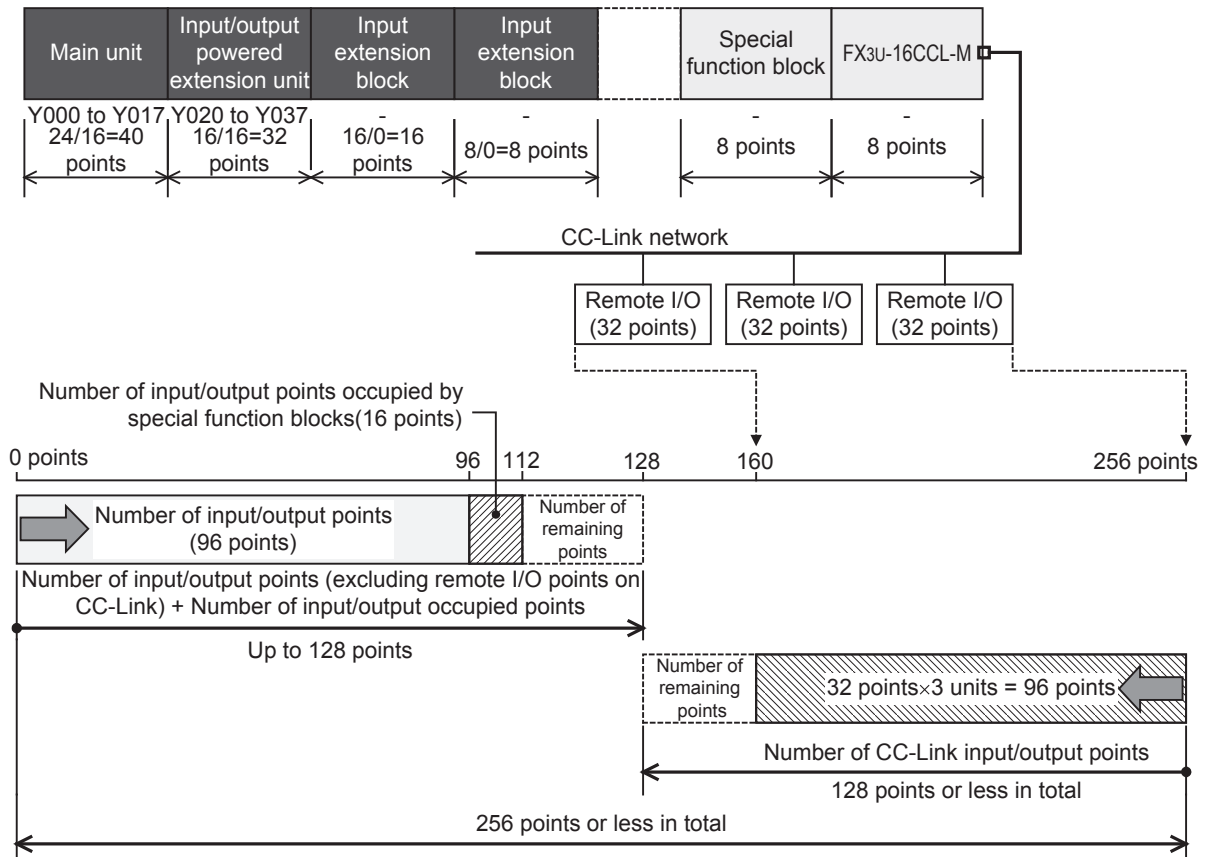 Main unit
Input/output
powered
extension unit
Input
extension
block
Input
extension
block
Special
function block
FX3U-16CCL-M
Y000 to Y017
Y020 to Y037
-
-
-
-
24/16=40
points
16/16=32
points
16/0=16
points
8/0=8 points
8 points
8 points
CC-Link network
Remote I/O
(32 points)
Remote I/O
(32 points)
Remote I/O
(32 points)
Number of input/output points occupied by
special function blocks(16 points)
0 points
96
112
128
160
256 points
Number of input/output points
(96 points)
Number of
remaining
points
Number of input/output points (excluding remote I/O points on
CC-Link) + Number of input/output occupied points
Up to 128 points
Number of
remaining
points
32 points×3 units = 96 points
Number of CC-Link input/output points
128 points or less in total
256 points or less in total